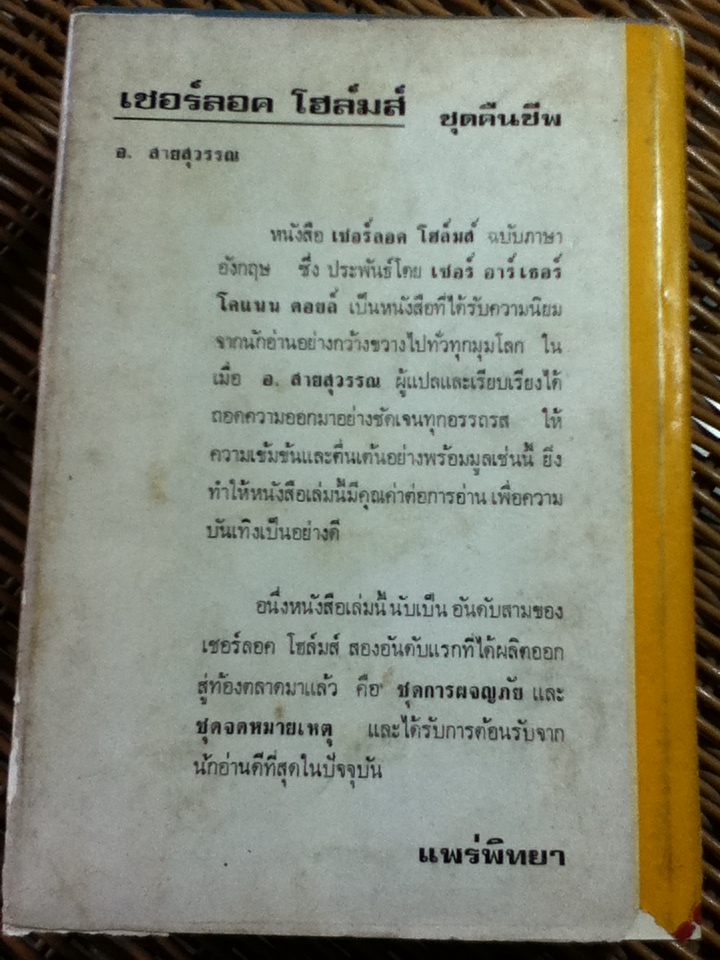 เชอร์ลอค โฮล์มส์ ชุดคืนชีพ
อ. สายสุวรรณ
หนังสือ เชอร์ลอค โฮล์มส์ ฉบับภาษา
อังกฤษ ซึ่ง ประพันธ์โดย เซอร์ อาร์เธอร์
โคแนน ดอยล์ เป็นหนังสือที่ได้รับความนิยม
จากนักอ่านอย่างกว้างขวางไปทั่วทุกมุมโลก ใน
เมื่อ อ. สายสุวรรณ ผู้แปลและเรียบเรียงได้
ถอดความออกมาอย่างชัดเจนทุกอรรถรส ให้
ความเข้มข้นและตื่นเต้นอย่างพร้อมมูลเช่นนี้ ยิ่ง
ทำให้หนังสือเล่มนี้มีคุณค่าต่อการอ่าน เพื่อความ
บันเทิงเป็นอย่างดี
อนึ่งหนังสือเล่มนี้ นับเป็น อันดับสามของ
เชอร์ลอค โฮล์มส์ สองอันดับแรกที่ได้ผลิตออก
สู่ท้องตลาดมาแล้ว คือ ชุดการผจญภัย และ
ชุดจดหมายเหตุ และได้รับการต้อนรับจาก
นักอ่านดีที่สุดในปัจจุบัน
แพร่พิทยา